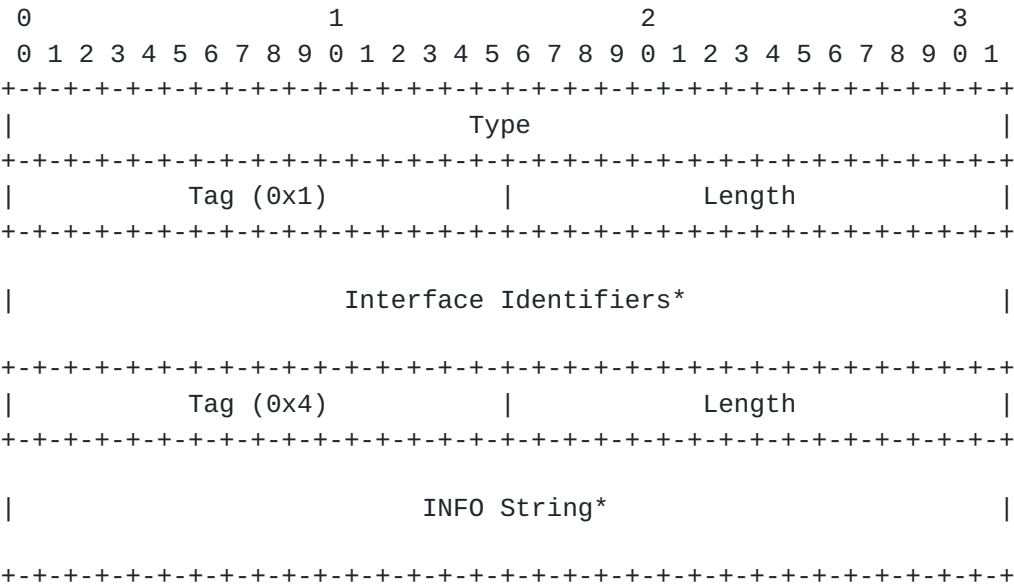 0                   1                   2                   3
 0 1 2 3 4 5 6 7 8 9 0 1 2 3 4 5 6 7 8 9 0 1 2 3 4 5 6 7 8 9 0 1
+-+-+-+-+-+-+-+-+-+-+-+-+-+-+-+-+-+-+-+-+-+-+-+-+-+-+-+-+-+-+-+-+
|                             Type                              |
+-+-+-+-+-+-+-+-+-+-+-+-+-+-+-+-+-+-+-+-+-+-+-+-+-+-+-+-+-+-+-+-+
|           Tag (0x1)           |            Length             |
+-+-+-+-+-+-+-+-+-+-+-+-+-+-+-+-+-+-+-+-+-+-+-+-+-+-+-+-+-+-+-+-+
|                     Interface Identifiers*                    |
+-+-+-+-+-+-+-+-+-+-+-+-+-+-+-+-+-+-+-+-+-+-+-+-+-+-+-+-+-+-+-+-+
|           Tag (0x4)           |            Length             |
+-+-+-+-+-+-+-+-+-+-+-+-+-+-+-+-+-+-+-+-+-+-+-+-+-+-+-+-+-+-+-+-+
|                          INFO String*                         |
+-+-+-+-+-+-+-+-+-+-+-+-+-+-+-+-+-+-+-+-+-+-+-+-+-+-+-+-+-+-+-+-+